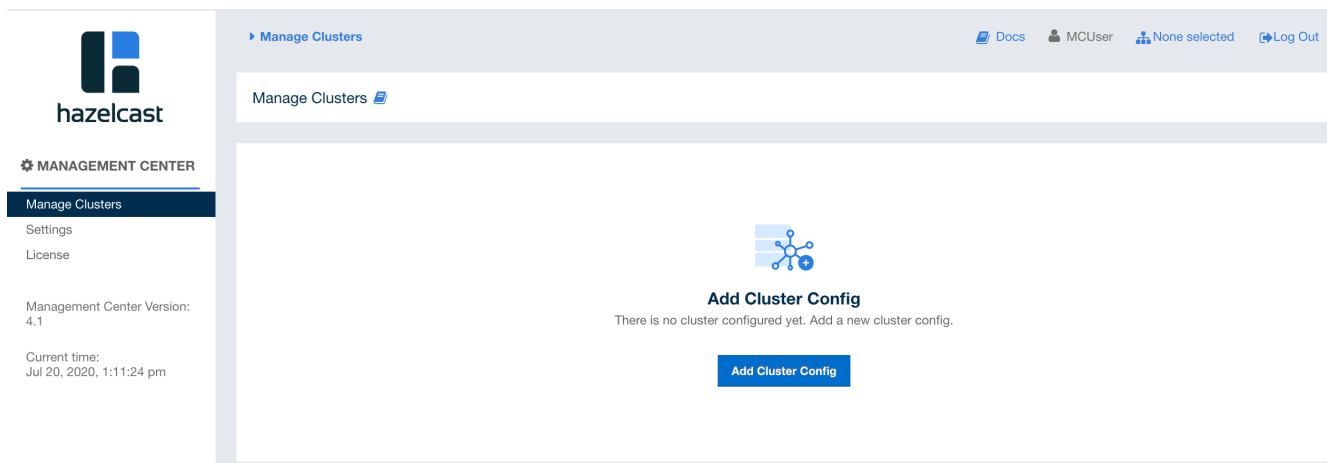 hazelcast
MANAGEMENT CENTER
Manage Clusters
Settings
License
Management Center Version:
4.1
Current time:
Jul 20, 2020, 1:11:24 pm
Manage Clusters
Docs
MCUser
None selected
Log Out
Manage Clusters
Add Cluster Config
There is no cluster configured yet. Add a new cluster config.
Add Cluster Config